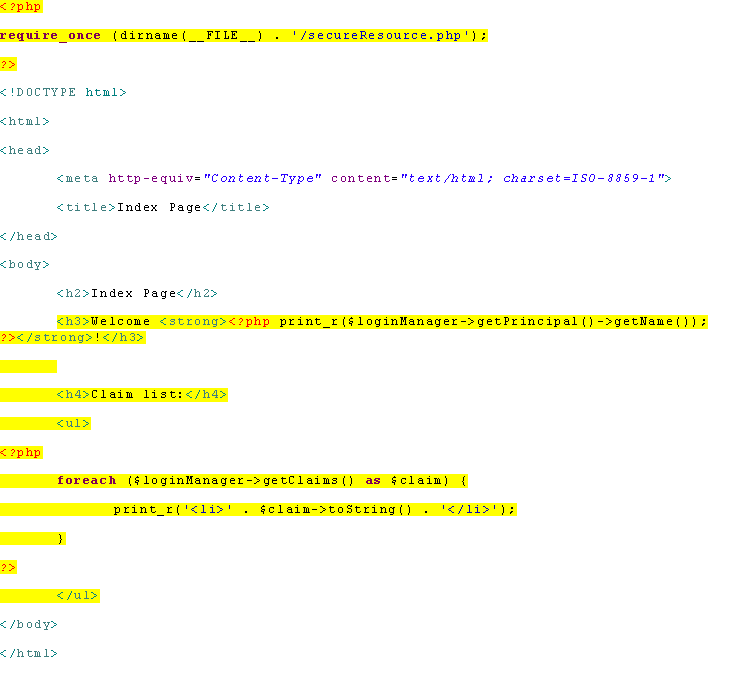 <?php
require_once (dirname(__FILE__) . '/secureResource.php');
?>
<!DOCTYPE html>
<html>
<head>
<meta http-equiv="Content-Type" content="text/html; charset=ISO-8859-1">
<title>Index Page</title>
</head>
<body>
<h2>Index Page</h2>
<h3>Welcome <strong><?php print_r($loginManager->getPrincipal()->getName());
?></strong>!</h3>
<h4>Claim list:</h4>
<ul>
<?php
foreach ($loginManager->getClaims() as $claim) {
print_r('<li>' . $claim->toString() . '</li>');
}
?>
</ul>
</body>
</html>